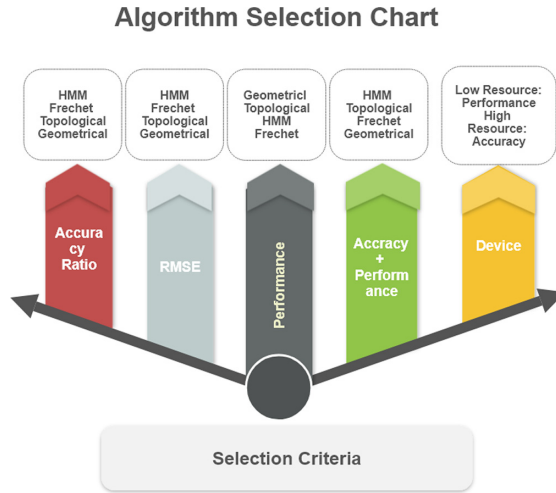 Algorithm Selection Chart
HMM
Frechet
Topological
Geometrical
HMM
Frechet
Topological
Geometrical
Geometricl
Topological
HMM
Frechet
HMM
Topological
Frechet
Geometrical
Low Resource:
Performance
High
Resource:
Accuracy
Accura
cy
Ratio
RMSE
Performance
Accracy
+
Perform
ance
Device
Selection Criteria